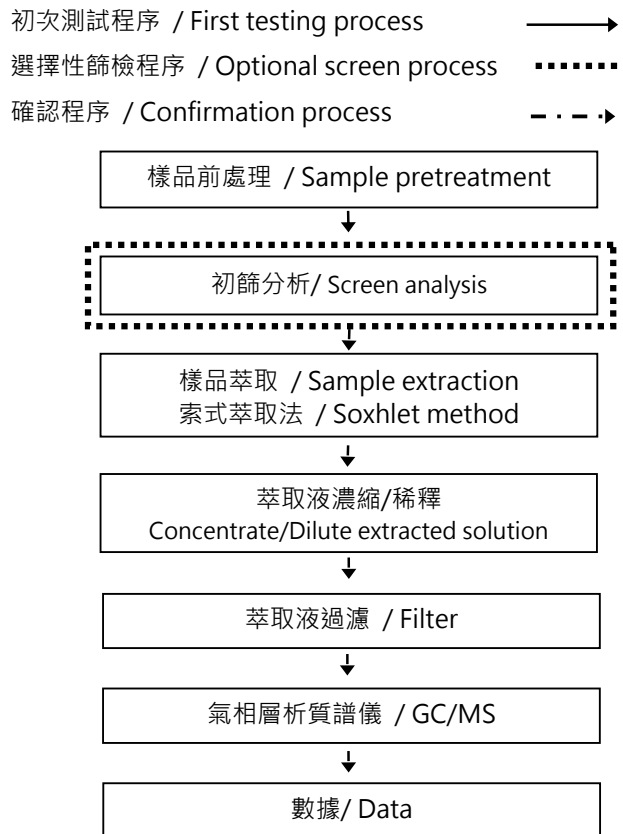 初次測試程序 / First testing process
選擇性篩檢程序 / Optional screen process
確認程序 / Confirmation process
樣品前處理 / Sample pretreatment
初篩分析/ Screen analysis
樣品萃取 / Sample extraction
索式萃取法 / Soxhlet method
萃取液濃縮/稀釋
Concentrate/Dilute extracted solution
萃取液過濾 / Filter
氣相層析質譜儀 / GC/MS
數據/ Data